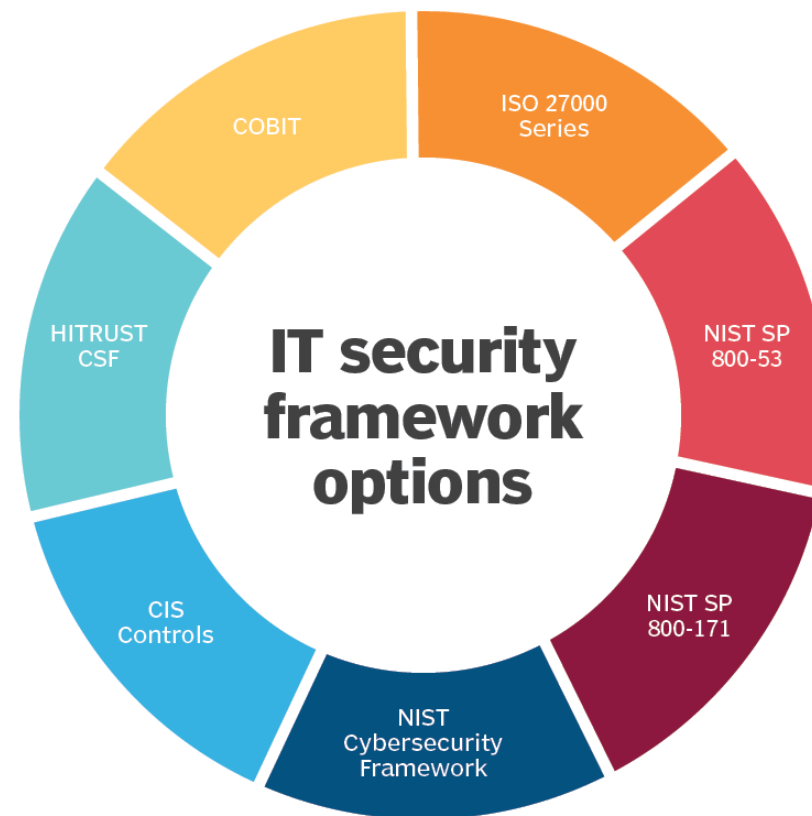 IT security
framework
options
ISO 27000
Series
NIST SP
800-53
NIST SP
800-171
NIST
Cybersecurity
Framework
CIS
Controls
HITRUST
CSF
COBIT